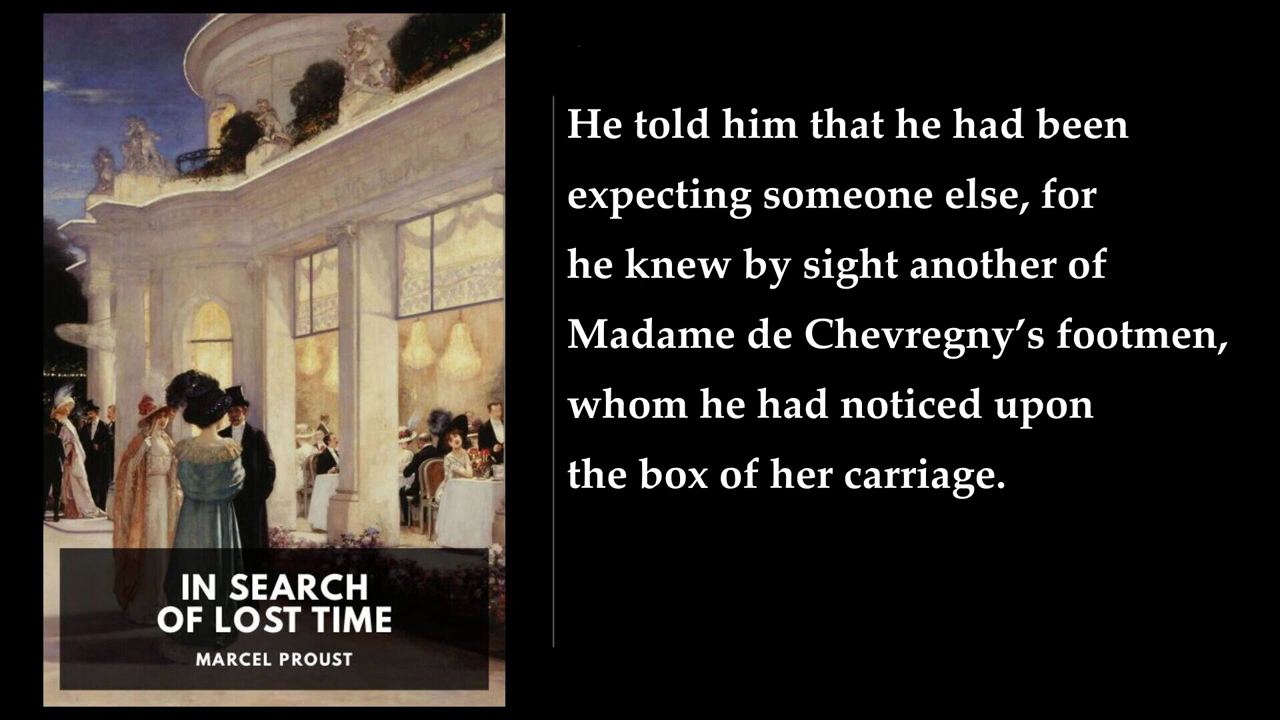 He told him that he had been
expecting someone else, for
he knew by sight another of
Madame de Chevregny’s footmen,
whom he had noticed upon
the box of her carriage.
IN SEARCH
OF LOST TIME
MARCEL PROUST